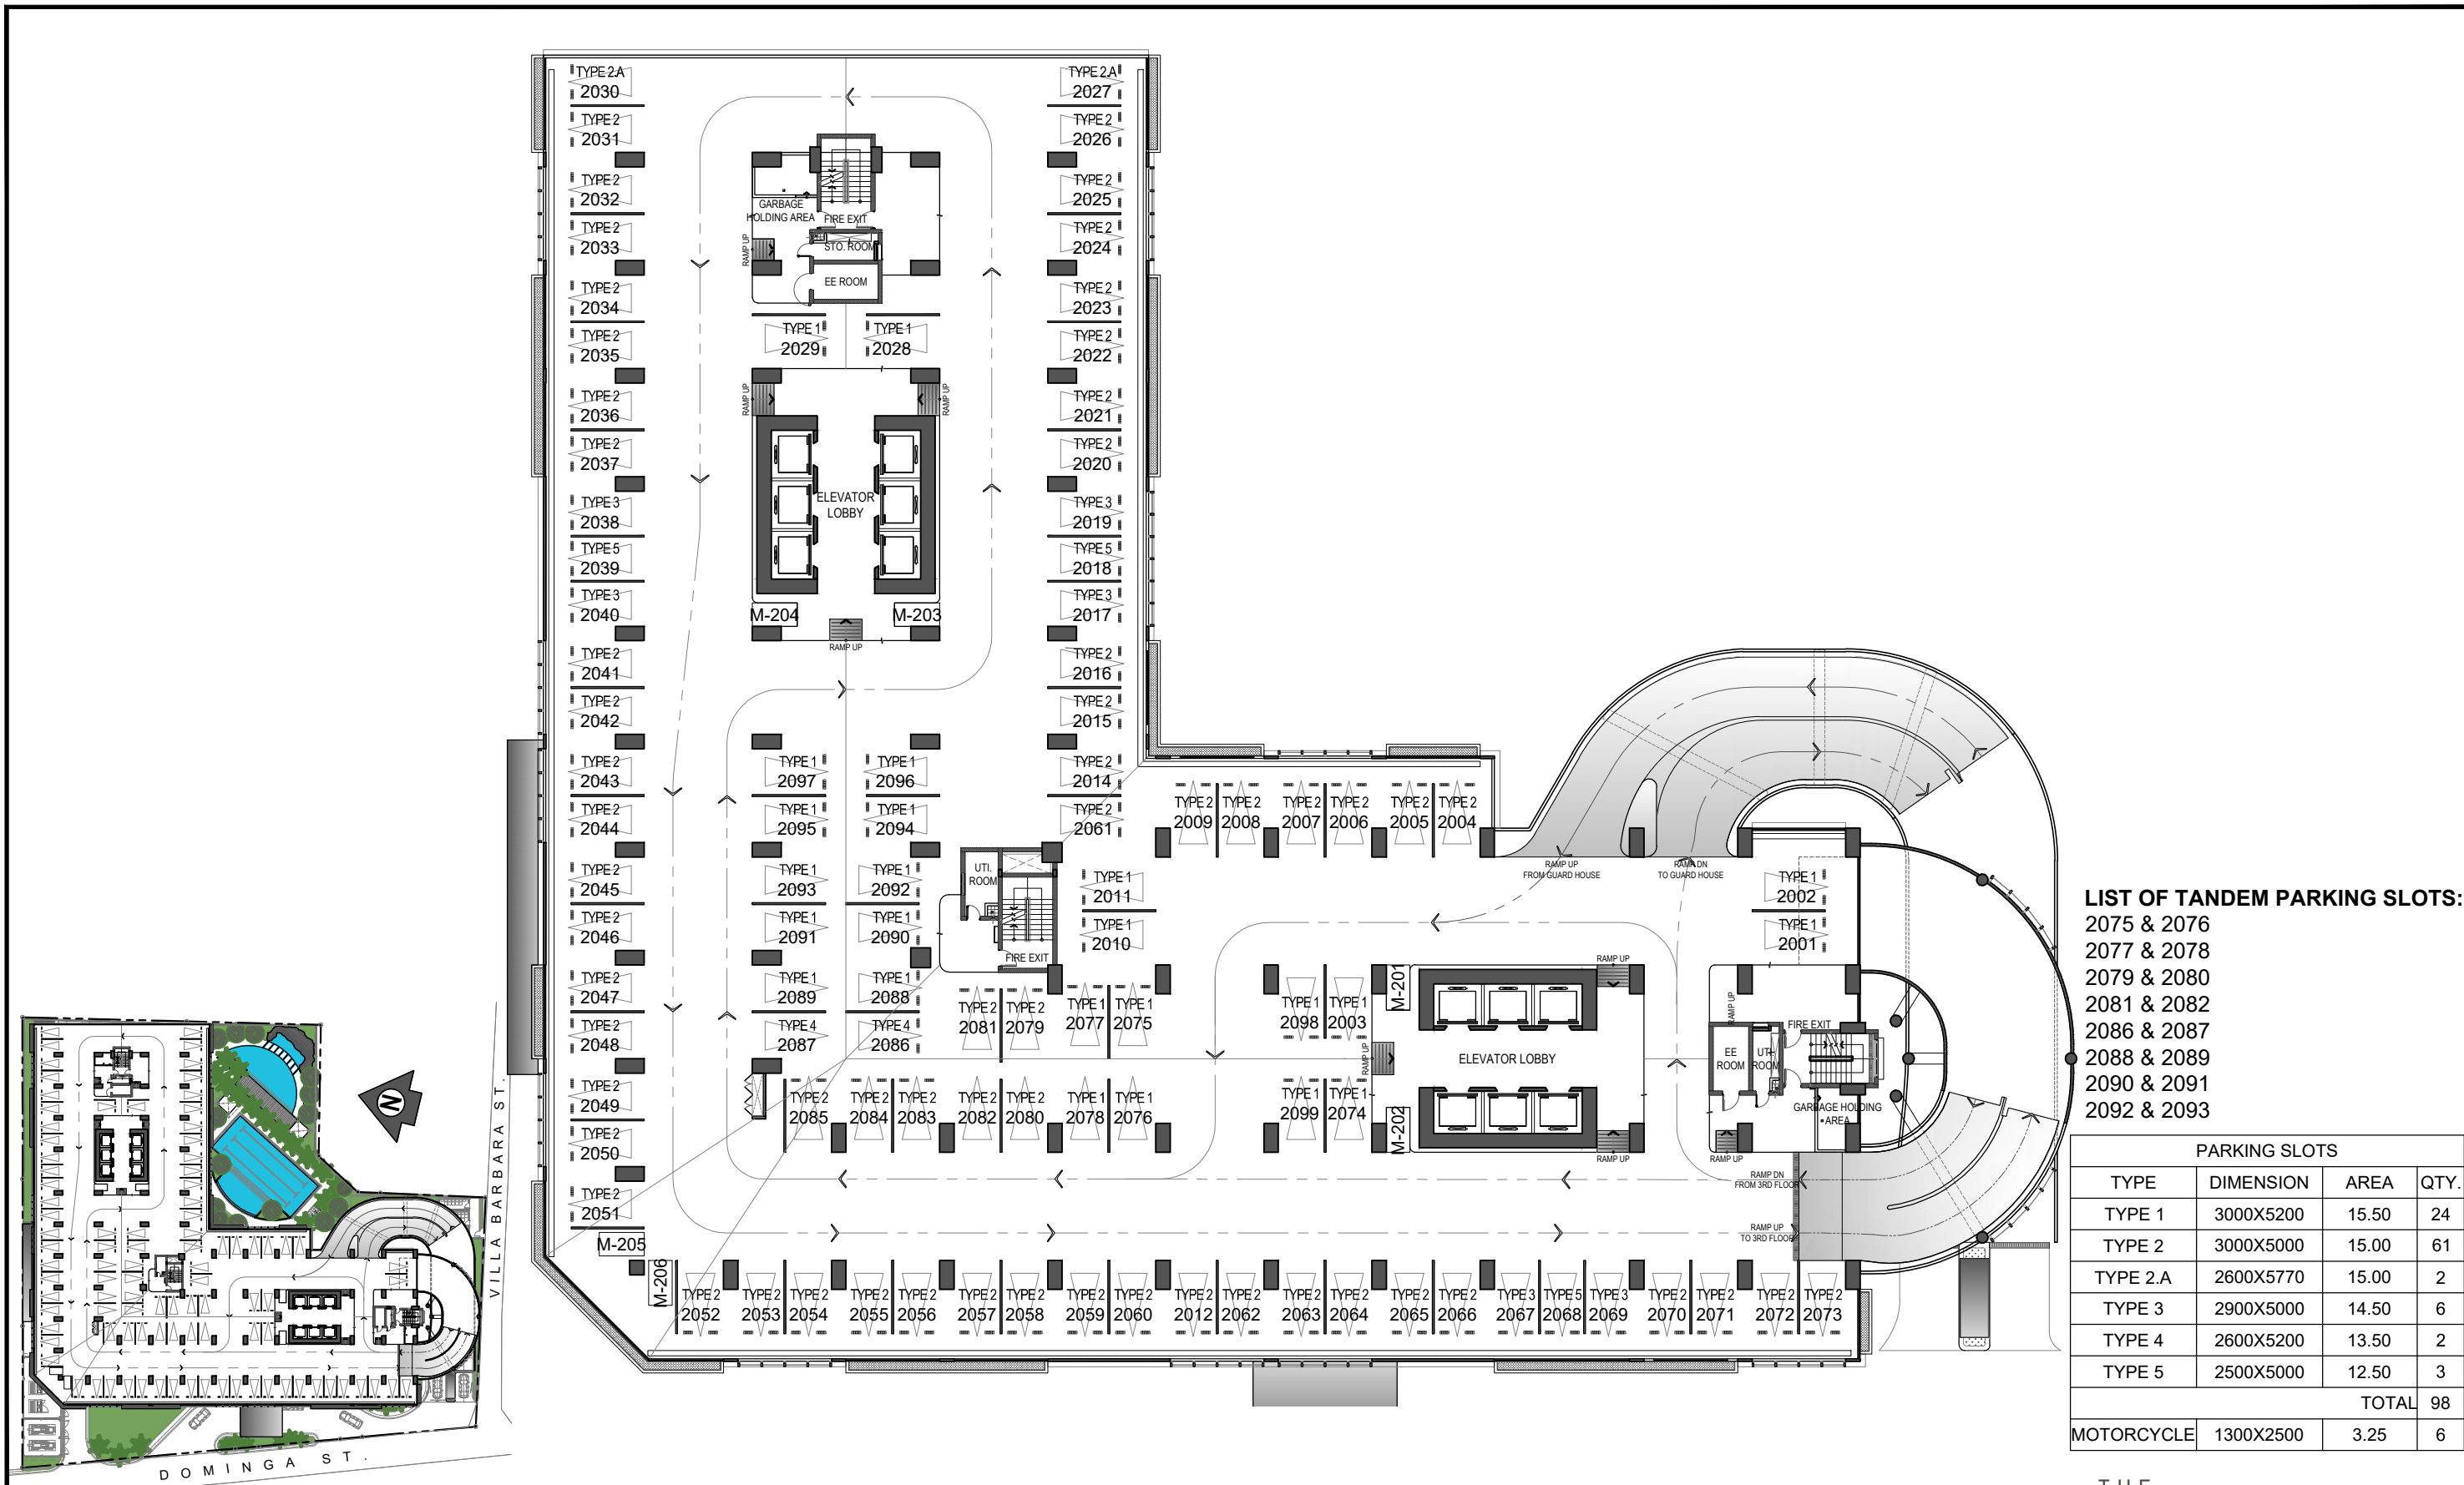 TYPE 2.A
2030
TYPE 2
2031
TYPE 2
2032
TYPE 2
2033
TYPE 2
2034
TYPE 2
2035
TYPE 2
2036
TYPE 2
2037
TYPE 3
2038
TYPE 5
2039
TYPE 3
2040
TYPE 2
2041
TYPE 2
2042
TYPE 2
2043
TYPE 2
2044
TYPE 2
2045
TYPE 2
2046
TYPE 2
2047
TYPE 2
2048
TYPE 2
2049
TYPE 2
2050
TYPE 2
2051
M-205
M-206
GARBAGE
HOLDING AREA
FIRE EXIT
STO. ROOM
RAMP UP
EE ROOM
TYPE 1
2029
TYPE 1
2028
RAMP UP
RAMP UP
ELEVATOR
LOBBY
M-204
M-203
RAMP UP
TYPE 2.A
2027
TYPE 2
2026
TYPE 2
2025
TYPE 2
2024
TYPE 2
2023
TYPE 2
2022
TYPE 2
2021
TYPE 2
2020
TYPE 3
2019
TYPE 5
2018
TYPE 3
2017
TYPE 2
2016
TYPE 2
2015
TYPE 2
2014
TYPE 2
2061
TYPE 1
2097
TYPE 1
2096
TYPE 1
2095
TYPE 1
2094
TYPE 1
2093
TYPE 1
2092
TYPE 1
2091
TYPE 1
2090
TYPE 1
2089
TYPE 1
2088
TYPE 4
2087
TYPE 4
2086
UTI.
ROOM
FIRE EXIT
TYPE 2
2009
TYPE 2
2008
TYPE 2
2007
TYPE 2
2006
TYPE 2
2005
TYPE 2
2004
RAMP UP
FROM GUARD HOUSE
RAMP DN
TO GUARD HOUSE
TYPE 1
2011
TYPE 1
2010
TYPE 1
2002
TYPE 1
2001
TYPE 2
2081
TYPE 2
2079
TYPE 1
2077
TYPE 1
2075
TYPE 1
2098
TYPE 1
2003
M-201
RAMP UP
RAMP UP
ELEVATOR LOBBY
RAMP UP
RAMP UP
FIRE EXIT
EE
ROOM
UTI.
ROOM
GARBAGE HOLDING
AREA
RAMP UP
TYPE 2
2085
TYPE 2
2084
TYPE 2
2083
TYPE 2
2082
TYPE 2
2080
TYPE 1
2078
TYPE 1
2076
TYPE 1
2099
TYPE 1
2074
M-202
RAMP DN
FROM 3RD FLOOR
RAMP UP
TO 3RD FLOOR
TYPE 2
2052
TYPE 2
2053
TYPE 2
2054
TYPE 2
2055
TYPE 2
2056
TYPE 2
2057
TYPE 2
2058
TYPE 2
2059
TYPE 2
2060
TYPE 2
2012
TYPE 2
2062
TYPE 2
2063
TYPE 2
2064
TYPE 2
2065
TYPE 2
2066
TYPE 3
2067
TYPE 5
2068
TYPE 3
2069
TYPE 2
2070
TYPE 2
2071
TYPE 2
2072
TYPE 2
2073
N
VILLA BARBARA ST.
DOMINGA ST.
LIST OF TANDEM PARKING SLOTS:
2075 & 2076
2077 & 2078
2079 & 2080
2081 & 2082
2086 & 2087
2088 & 2089
2090 & 2091
2092 & 2093
PARKING SLOTS
TYPE DIMENSION AREA QTY.
TYPE 1 3000X5200 15.50 24
TYPE 2 3000X5000 15.00 61
TYPE 2.A 2600X5770 15.00 2
TYPE 3 2900X5000 14.50 6
TYPE 4 2600X5200 13.50 2
TYPE 5 2500X5000 12.50 3
TOTAL 98
MOTORCYCLE 1300X2500 3.25 6